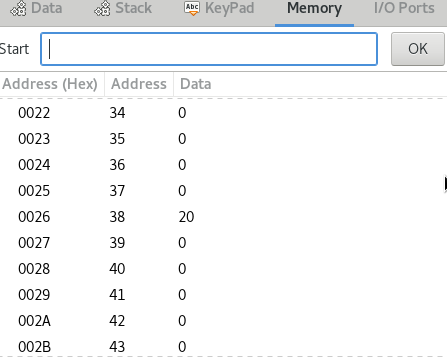 Data Stack Abc KeyPad Memory I/O Ports
Start OK
Address (Hex) Address Data
0022 34 0
0023 35 0
0024 36 0
0025 37 0
0026 38 20
0027 39 0
0028 40 0
0029 41 0
002A 42 0
002B 43 0